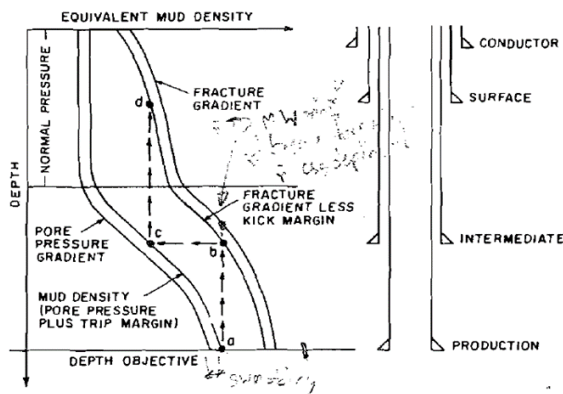 EQUIVALENT MUD DENSITY
NORMAL PRESSURE
DEPTH
FRACTURE
GRADIENT
d
MW
FRACTURE
GRADIENT LESS
KICK MARGIN
PORE
PRESSURE
GRADIENT
c
b
MUD DENSITY
(PORE PRESSURE
PLUS TRIP MARGIN)
a
DEPTH OBJECTIVE
CONDUCTOR
SURFACE
INTERMEDIATE
PRODUCTION